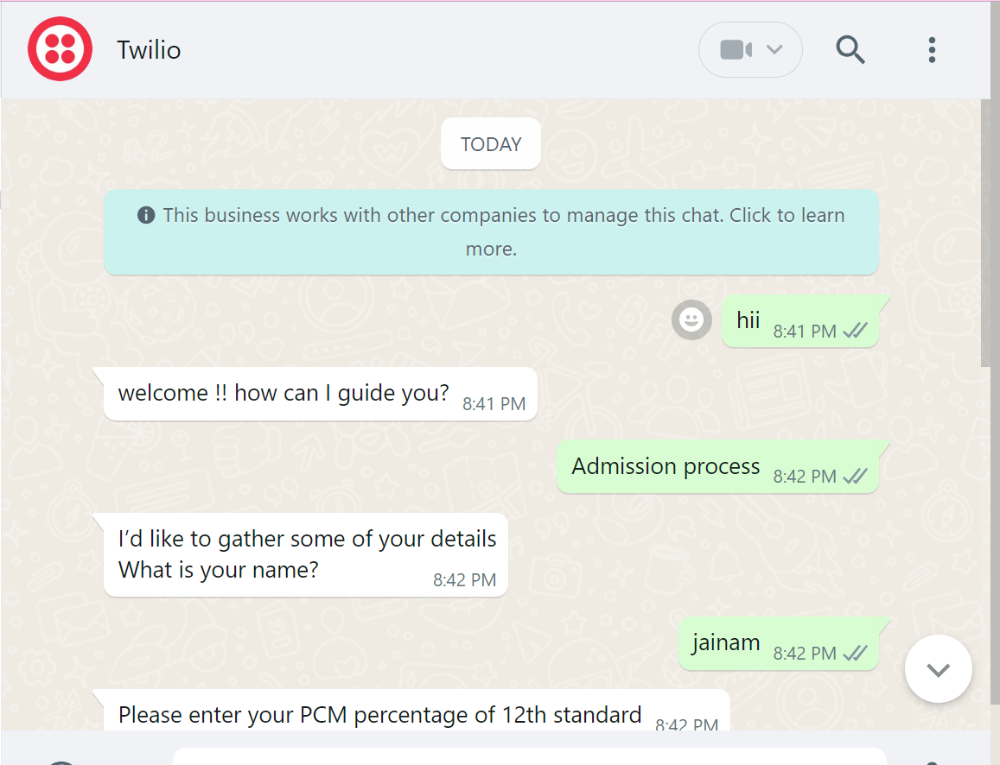 Twilio
TODAY
This business works with other companies to manage this chat. Click to learn
more.
hii 8:41 PM
welcome !! how can I guide you? 8:41 PM
Admission process 8:42 PM
I’d like to gather some of your details
What is your name? 8:42 PM
jainam 8:42 PM
Please enter your PCM percentage of 12th standard 8:42 PM